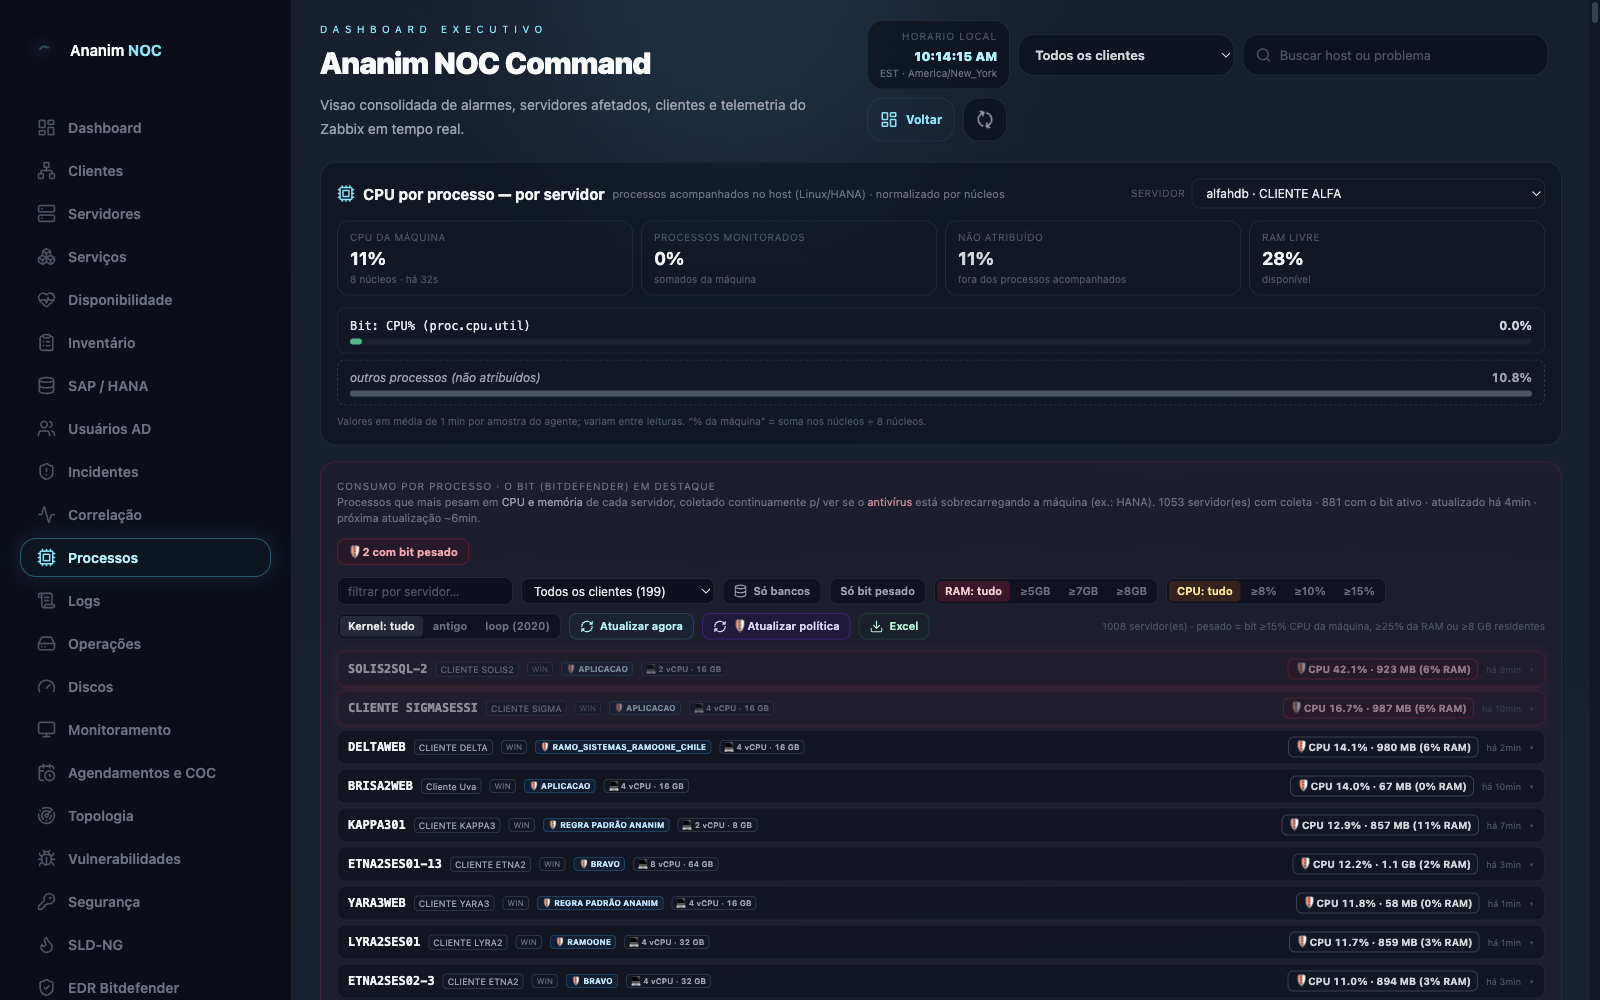 Ananim NOC
Dashboard
Clientes
Servidores
Serviços
Disponibilidade
Inventário
SAP / HANA
Usuários AD
Incidentes
Correlação
Processos
Logs
Operações
Discos
Monitoramento
Agendamentos e COC
Topologia
Vulnerabilidades
Segurança
SLD-NG
EDR Bitdefender
DASHBOARD EXECUTIVO
Ananim NOC Command
Visao consolidada de alarmes, servidores afetados, clientes e telemetria do
Zabbix em tempo real.
HORARIO LOCAL
10:14:15 AM
EST · America/New_York
Todos os clientes
Buscar host ou problema
Voltar
CPU por processo — por servidor processos acompanhados no host (Linux/HANA) · normalizado por núcleos
SERVIDOR alfahdb · CLIENTE ALFA
CPU DA MÁQUINA
11%
8 núcleos · há 32s
PROCESSOS MONITORADOS
0%
somados da máquina
NÃO ATRIBUÍDO
11%
fora dos processos acompanhados
RAM LIVRE
28%
disponível
Bit: CPU% (proc.cpu.util) 0.0%
outros processos (não atribuídos) 10.8%
Valores em média de 1 min por amostra do agente; variam entre leituras. "% da máquina" = soma nos núcleos ÷ 8 núcleos.
CONSUMO POR PROCESSO · O BIT (BITDEFENDER) EM DESTAQUE
Processos que mais pesam em CPU e memória de cada servidor, coletado continuamente p/ ver se o antivírus está sobrecarregando a máquina (ex.: HANA). 1053 servidor(es) com coleta · 881 com o bit ativo · atualizado há 4min ·
próxima atualização ~6min.
2 com bit pesado
filtrar por servidor... Todos os clientes (199) Só bancos Só bit pesado RAM: tudo ≥5GB ≥7GB ≥8GB CPU: tudo ≥8% ≥10% ≥15%
Kernel: tudo antigo loop (2020) Atualizar agora Atualizar política Excel 1008 servidor(es) · pesado = bit ≥15% CPU da máquina, ≥25% da RAM ou ≥8 GB residentes
SOLIS2SQL-2 CLIENTE SOLIS2 WIN APLICACAO 2 vCPU · 16 GB CPU 42.1% · 923 MB (6% RAM) há 9min
CLIENTE SIGMASESSI CLIENTE SIGMA WIN APLICACAO 4 vCPU · 16 GB CPU 16.7% · 987 MB (6% RAM) há 10min
DELTAWEB CLIENTE DELTA WIN RAMO_SISTEMAS_RAMOONE_CHILE 4 vCPU · 16 GB CPU 14.1% · 980 MB (6% RAM) há 2min
BRISA2WEB Cliente Uva WIN APLICACAO 4 vCPU · 16 GB CPU 14.0% · 67 MB (0% RAM) há 10min
KAPPA301 CLIENTE KAPPA3 WIN REGRA PADRÃO ANANIM 2 vCPU · 8 GB CPU 12.9% · 857 MB (11% RAM) há 7min
ETNA2SES01-13 CLIENTE ETNA2 WIN BRAVO 8 vCPU · 64 GB CPU 12.2% · 1.1 GB (2% RAM) há 3min
YARA3WEB CLIENTE YARA3 WIN REGRA PADRÃO ANANIM 4 vCPU · 16 GB CPU 11.8% · 58 MB (0% RAM) há 1min
LYRA2SES01 CLIENTE LYRA2 WIN RAMOONE 4 vCPU · 32 GB CPU 11.7% · 859 MB (3% RAM) há 1min
ETNA2SES02-3 CLIENTE ETNA2 WIN BRAVO 4 vCPU · 32 GB CPU 11.0% · 894 MB (3% RAM) há 3min